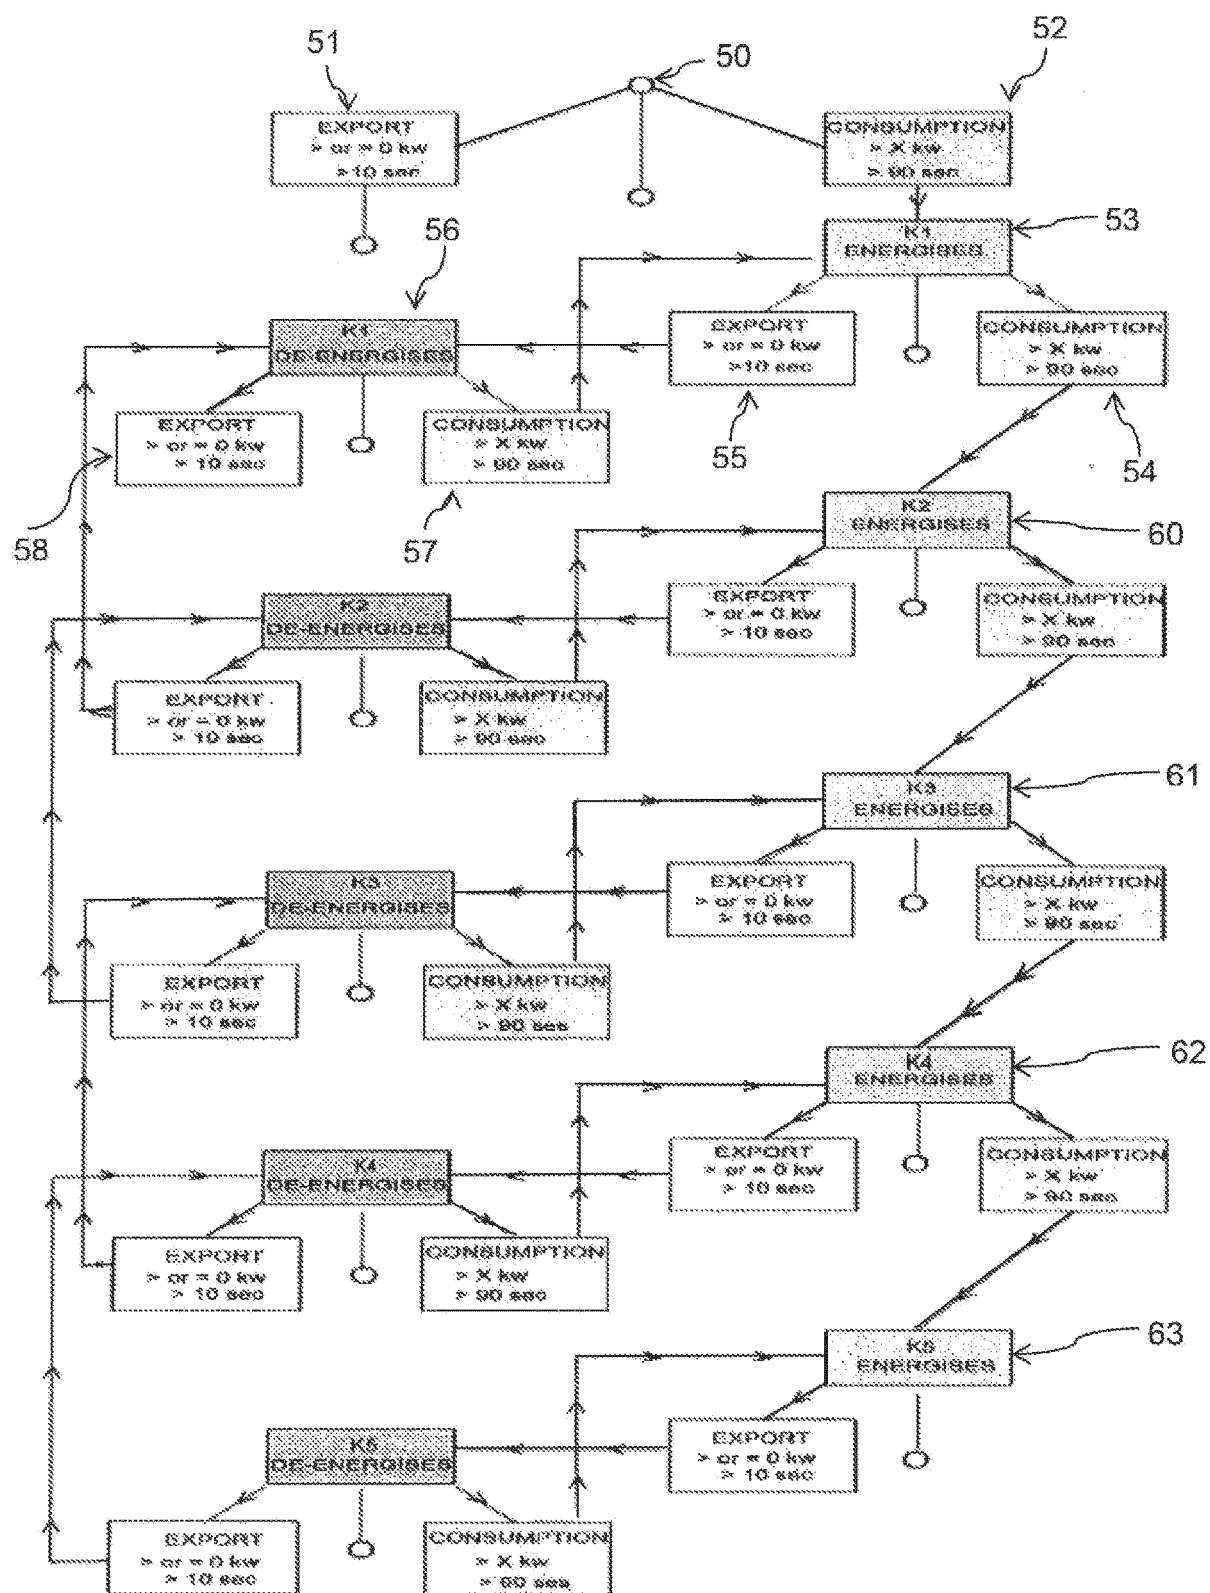 51
50
52
EXPORT
> or = 0 kw
>10 sec
CONSUMPTION
> X kw
> 90 sec
K1
ENERGISES
53
56
K1
DE-ENERGISES
EXPORT
> or = 0 kw
>10 sec
CONSUMPTION
> X kw
> 90 sec
EXPORT
> or = 0 kw
> 10 sec
CONSUMPTION
> X kw
> 90 sec
55
54
58
57
K2
ENERGISES
60
K2
DE-ENERGISES
EXPORT
> or = 0 kw
> 10 sec
CONSUMPTION
> X kw
> 90 sec
EXPORT
> or = 0 kw
> 10 sec
CONSUMPTION
> X kw
> 90 sec
K3
ENERGISES
61
K3
DE-ENERGISES
EXPORT
> or = 0 kw
> 10 sec
CONSUMPTION
> X kw
> 90 sec
EXPORT
> or = 0 kw
> 10 sec
CONSUMPTION
> X kw
> 90 ses
K4
ENERGISES
62
K4
DE-ENERGISES
EXPORT
> or = 0 kw
> 10 sec
CONSUMPTION
> X kw
> 90 sec
EXPORT
> or = 0 kw
> 10 sec
CONSUMPTION
> X kw
> 90 sec
K5
ENERGISES
63
K5
DE-ENERGISES
EXPORT
> or = 0 kw
> 10 sec
EXPORT
> or = 0 kw
> 10 sec
CONSUMPTION
> X kw
> 90 ses